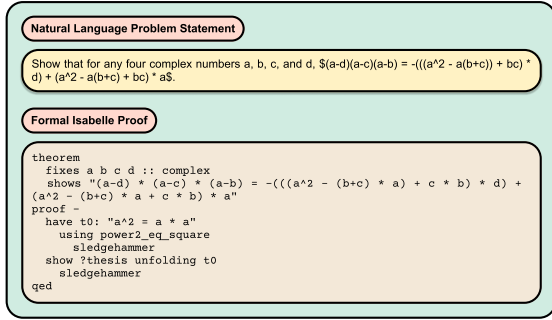 Natural Language Problem Statement
Show that for any four complex numbers a, b, c, and d, $(a-d)(a-c)(a-b) = -(((a^2 - a(b+c)) + bc) *
d) + (a^2 - a(b+c) + bc) * a$.
Formal Isabelle Proof
theorem
fixes a b c d :: complex
shows "(a-d) * (a-c) * (a-b) = -(((a^2 - (b+c) * a) + c * b) * d) +
(a^2 - (b+c) * a + c * b) * a"
proof -
have t0: "a^2 = a * a"
using power2_eq_square
sledgehammer
show ?thesis unfolding t0
sledgehammer
qed